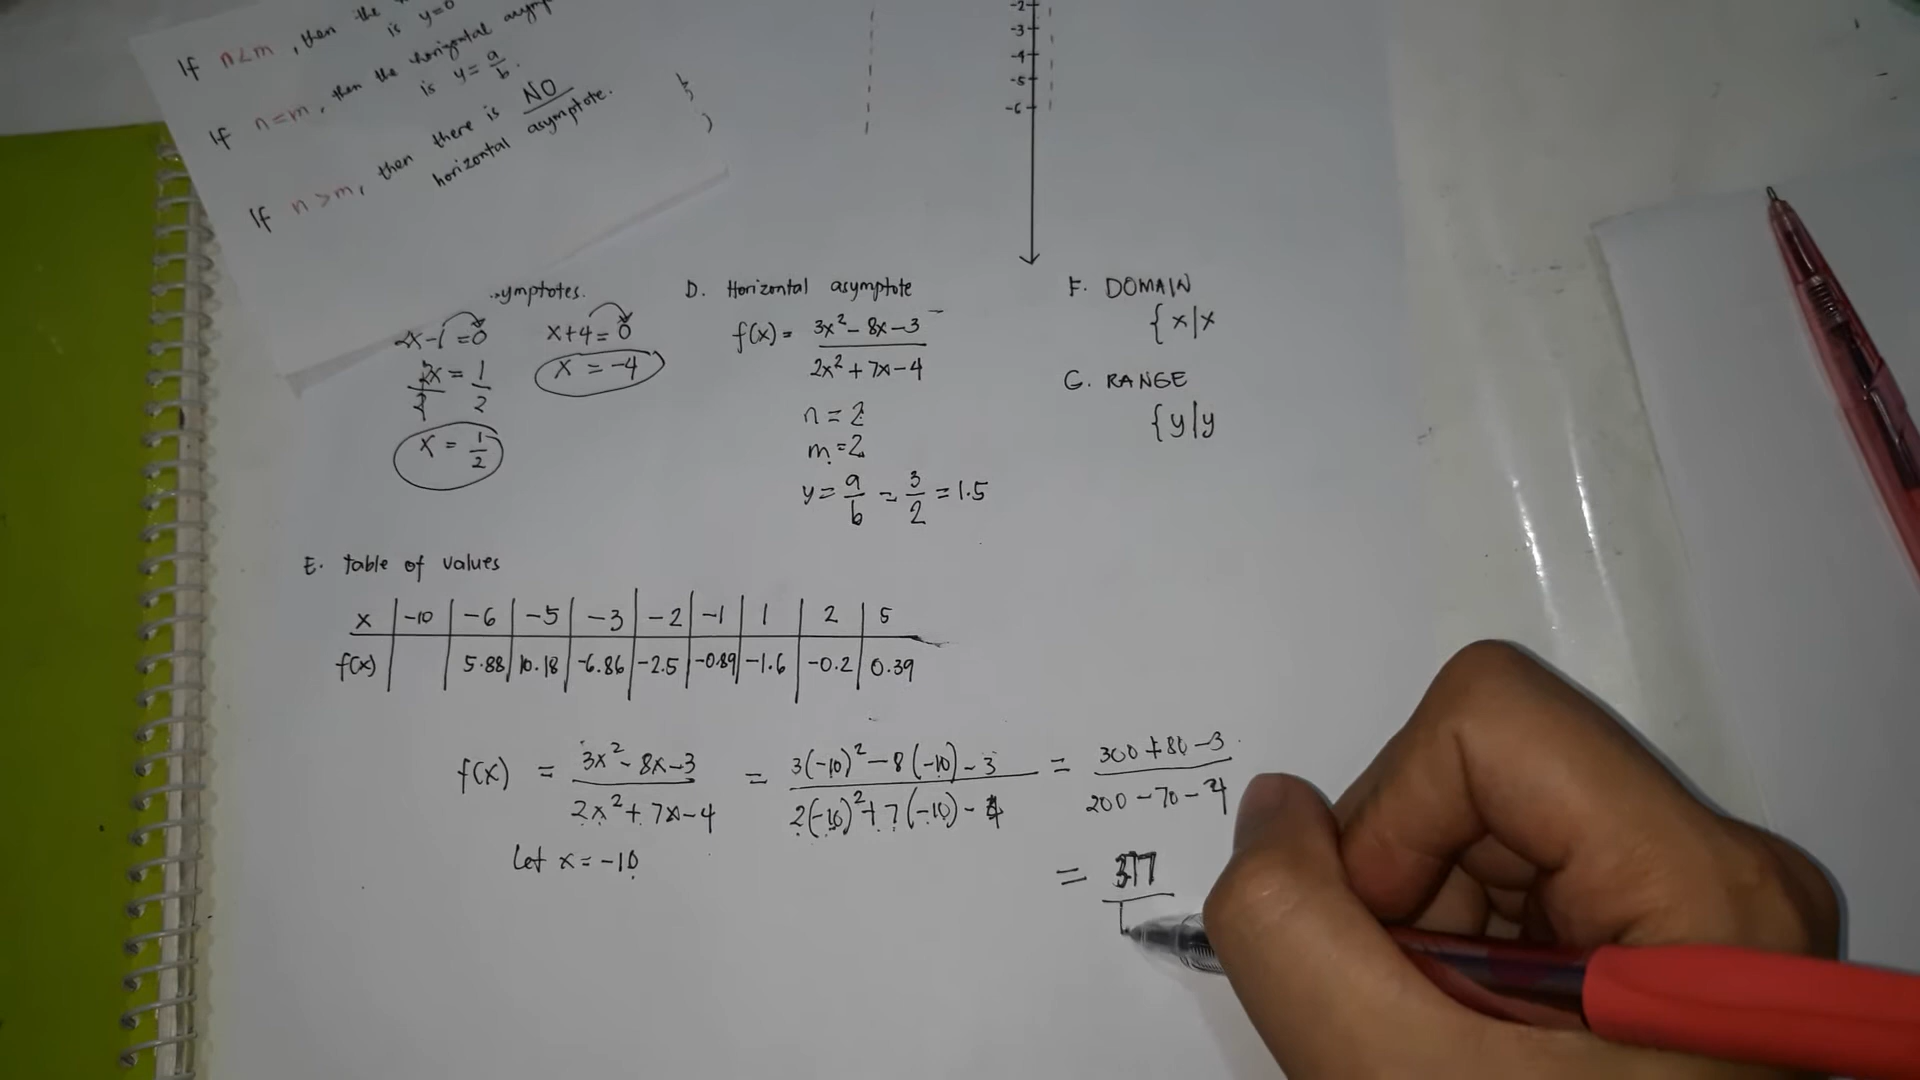 If n<m, then the
is y=0
If n=m, then the horizontal asymp
is y = a/b.
If n>m, then there is NO
horizontal asymptote.
-2
-3
-4
-5
-6
ymptotes.
2x-1=0
2x = 1
2 2
x = 1/2
x+4=0
x = -4
D. Horizontal asymptote
f(x) = 3x²-8x-3
2x²+7x-4
n = 2
m = 2
y = a/b = 3/2 = 1.5
F. DOMAIN
{x|x
G. RANGE
{y|y
E. table of values
x | -10 | -6 | -5 | -3 | -2 | -1 | 1 | 2 | 5
f(x) | | 5.88 | 10.18 | -6.86 | -2.5 | -0.89 | -1.6 | -0.2 | 0.39
f(x) = 3x²-8x-3 = 3(-10)²-8(-10)-3 = 300+80-3
2x²+7x-4 2(-10)²+7(-10)-4 200-70-4
let x = -10
= 377
1